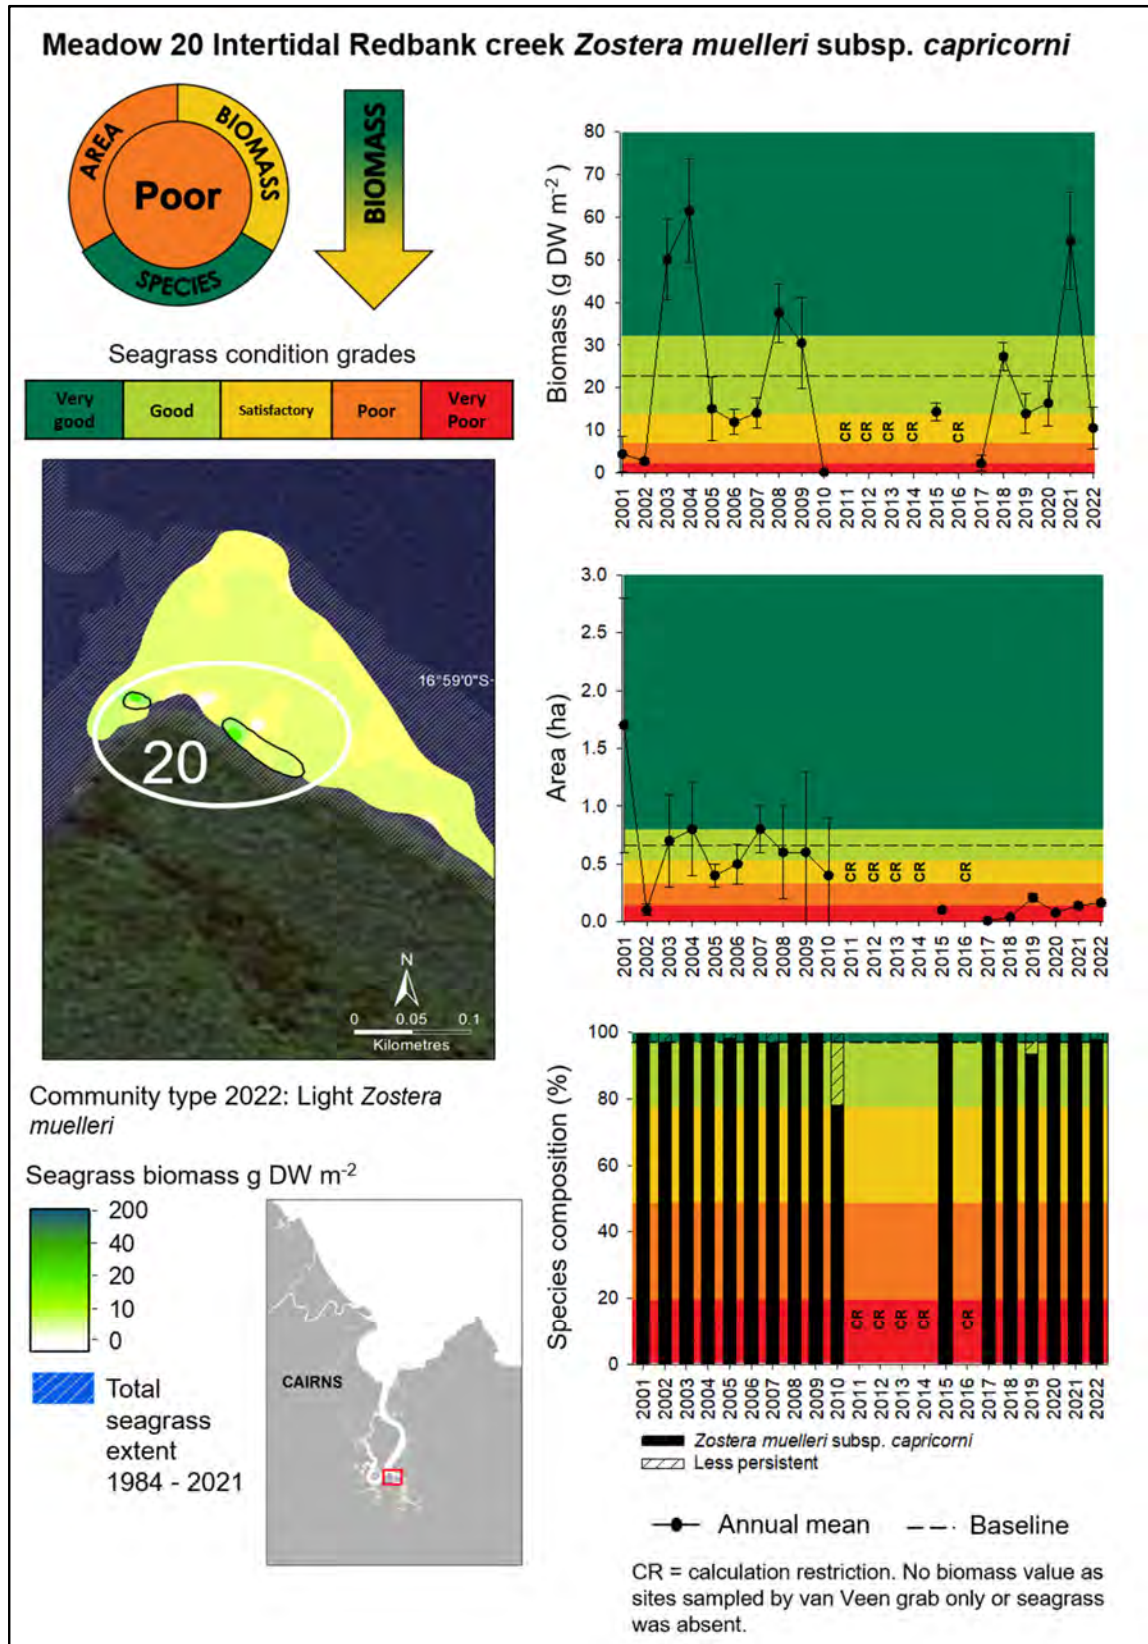 Meadow 20 Intertidal Redbank creek Zostera muelleri subsp. capricorni
AREA
BIOMASS
Poor
SPECIES
BIOMASS
Seagrass condition grades
Very good
Good
Satisfactory
Poor
Very Poor
16°59'0"S
20
N
0 0.05 0.1
Kilometres
Community type 2022: Light Zostera
muelleri
Seagrass biomass g DW m-2
200
40
20
10
0
Total
seagrass
extent
1984 - 2021
CAIRNS
Biomass (g DW m-2)
80
70
60
50
40
30
20
10
0
CR CR CR CR CR
2001 2002 2003 2004 2005 2006 2007 2008 2009 2010 2011 2012 2013 2014 2015 2016 2017 2018 2019 2020 2021 2022
Area (ha)
3.0
2.5
2.0
1.5
1.0
0.5
0.0
CR CR CR CR CR
2001 2002 2003 2004 2005 2006 2007 2008 2009 2010 2011 2012 2013 2014 2015 2016 2017 2018 2019 2020 2021 2022
Species composition (%)
100
80
60
40
20
0
CR CR CR CR CR
2001 2002 2003 2004 2005 2006 2007 2008 2009 2010 2011 2012 2013 2014 2015 2016 2017 2018 2019 2020 2021 2022
Zostera muelleri subsp. capricorni
Less persistent
Annual mean
Baseline
CR = calculation restriction. No biomass value as
sites sampled by van Veen grab only or seagrass
was absent.